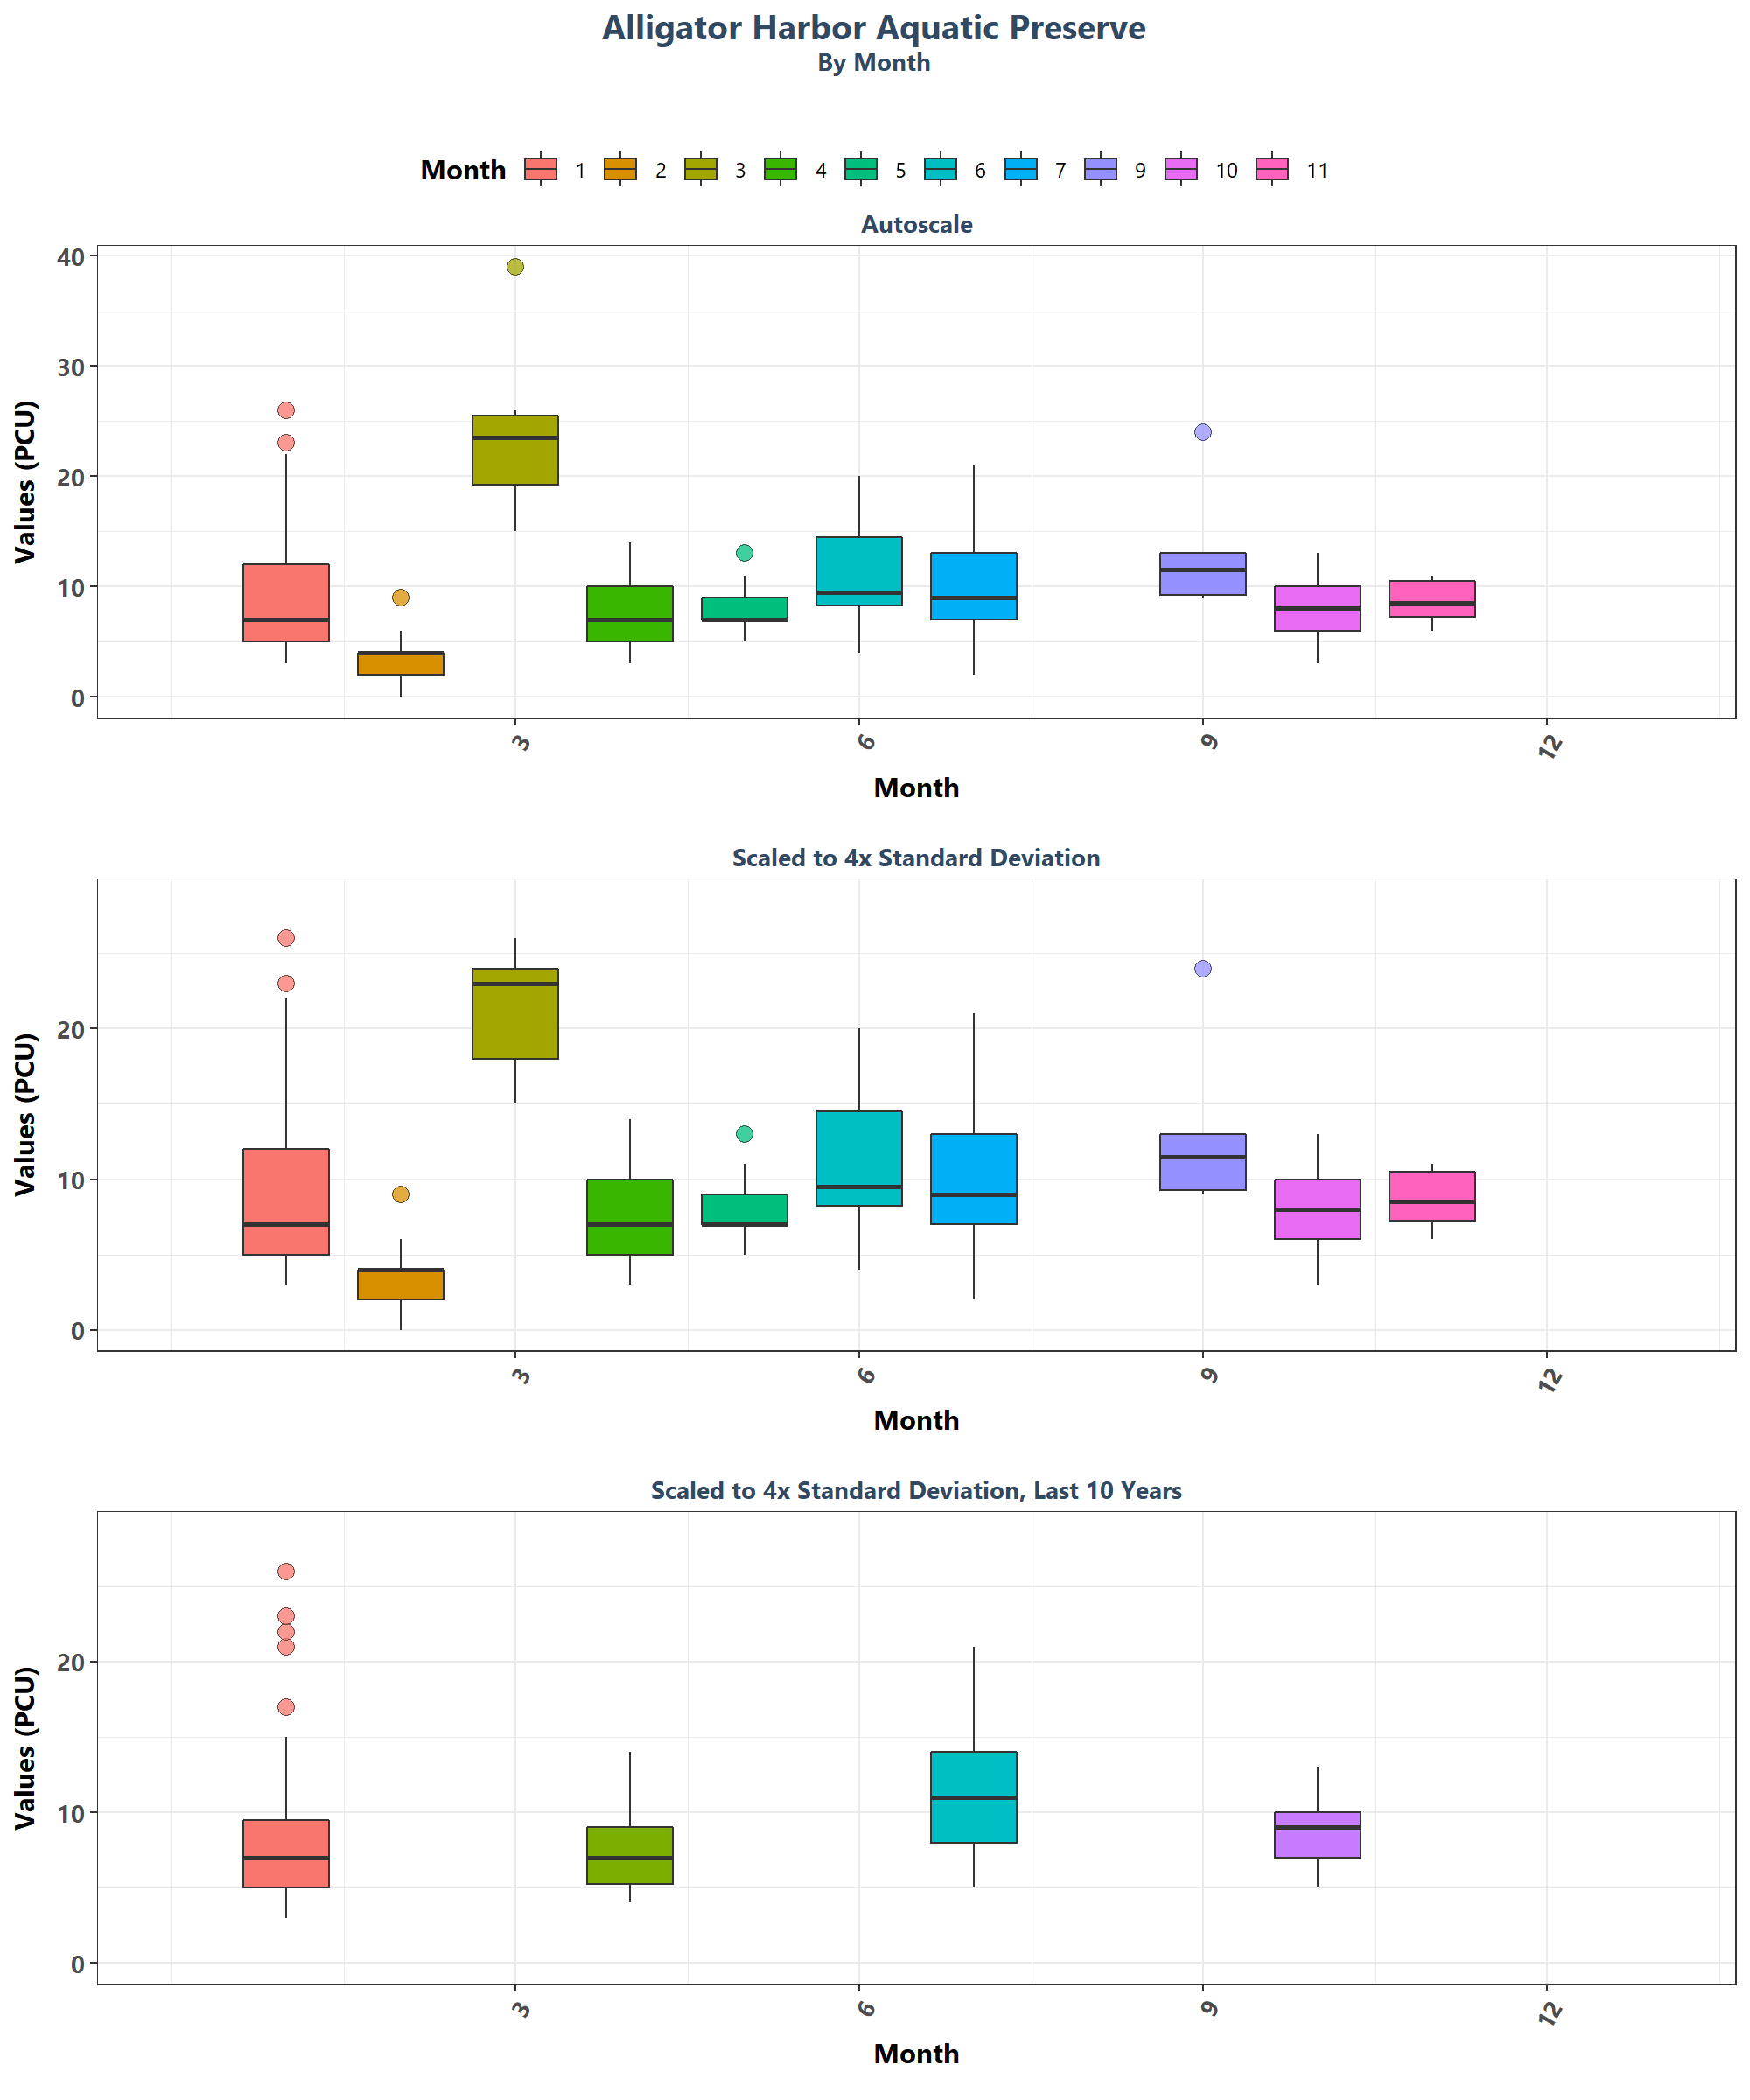 Alligator Harbor Aquatic Preserve
By Month
Month 1 2 3 4 5 6 7 9 10 11
Autoscale
Values (PCU)
40
30
20
10
0
3 6 9 12
Month
Scaled to 4x Standard Deviation
Values (PCU)
20
10
0
3 6 9 12
Month
Scaled to 4x Standard Deviation, Last 10 Years
Values (PCU)
20
10
0
3 6 9 12
Month